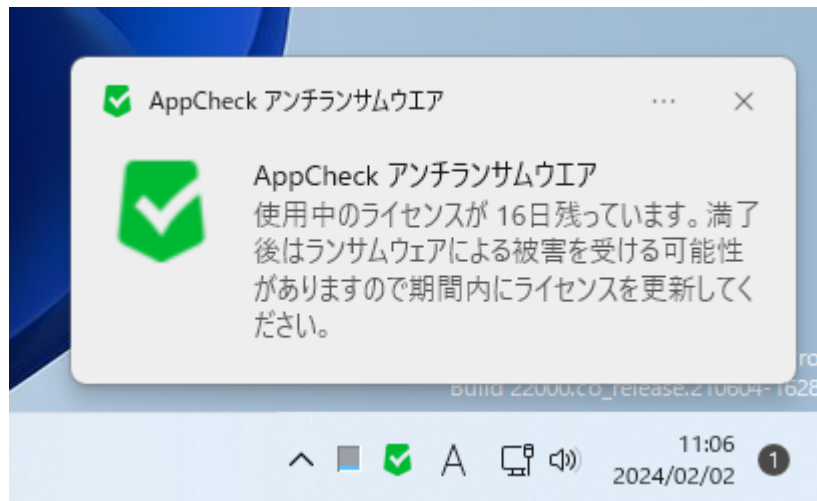 AppCheck アンチランサムウエア
AppCheck アンチランサムウエア
使用中のライセンスが 16日残っています。満了
後はランサムウェアによる被害を受ける可能性
がありますので期間内にライセンスを更新してく
ださい。
Build 22000.co_release.210604-1628
A
11:06
2024/02/02
1